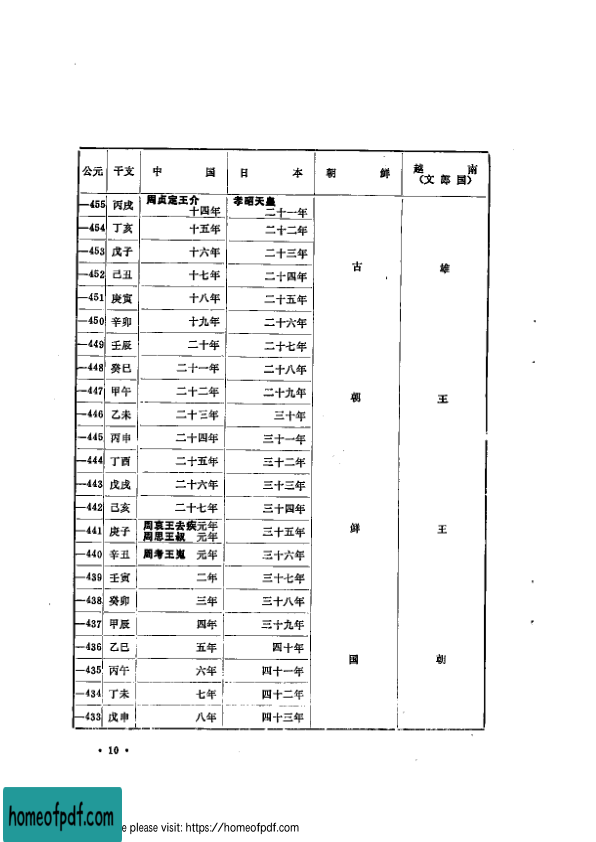 公元 干支 中 国 日 本 朝 鲜 越 南
（文 郎 国）
—455 丙戌 周贞定王介 十四年 孝昭天皇 二十一年
—454 丁亥 十五年 二十二年
—453 戊子 十六年 二十三年
—452 己丑 十七年 二十四年
古 雄
—451 庚寅 十八年 二十五年
—450 辛卯 十九年 二十六年
—449 壬辰 二十年 二十七年
—448 癸巳 二十一年 二十八年
—447 甲午 二十二年 二十九年
朝 王
—446 乙未 二十三年 三十年
—445 丙申 二十四年 三十一年
—444 丁酉 二十五年 三十二年
—443 戊戌 二十六年 三十三年
—442 己亥 二十七年 三十四年
—441 庚子 周哀王去疾元年 三十五年
周思王叔 元年
鲜 王
—440 辛丑 周考王嵬 元年 三十六年
—439 壬寅 二年 三十七年
—438 癸卯 三年 三十八年
—437 甲辰 四年 三十九年
—436 乙巳 五年 四十年
国 朝
—435 丙午 六年 四十一年
—434 丁未 七年 四十二年
—433 戊申 八年 四十三年
• 10 •
homeofpdf.com
e please visit: https://homeofpdf.com